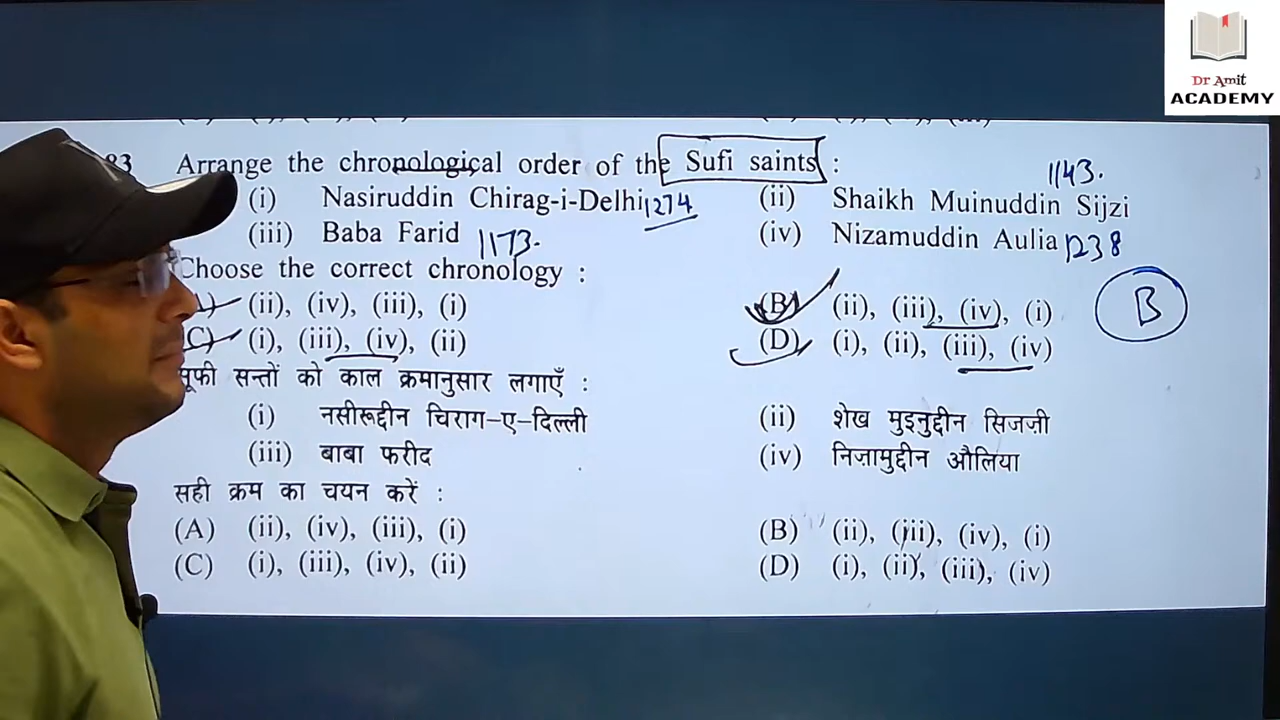 Dr Amit
ACADEMY
83 Arrange the chronological order of the Sufi saints :
1143.
(i) Nasiruddin Chirag-i-Delhi 1274 (ii) Shaikh Muinuddin Sijzi
(iii) Baba Farid 1173. (iv) Nizamuddin Aulia 1238
Choose the correct chronology :
(ii), (iv), (iii), (i) (B) (ii), (iii), (iv), (i) B
C) (i), (iii), (iv), (ii) (D) (i), (ii), (iii), (iv)
सूफी सन्तों को काल क्रमानुसार लगाएँ :
(i) नसीरूद्दीन चिराग-ए-दिल्ली (ii) शेख मुइनुद्दीन सिजज़ी
(iii) बाबा फरीद (iv) निज़ामुद्दीन औलिया
सही क्रम का चयन करें :
(A) (ii), (iv), (iii), (i) (B) (ii), (iii), (iv), (i)
(C) (i), (iii), (iv), (ii) (D) (i), (ii), (iii), (iv)